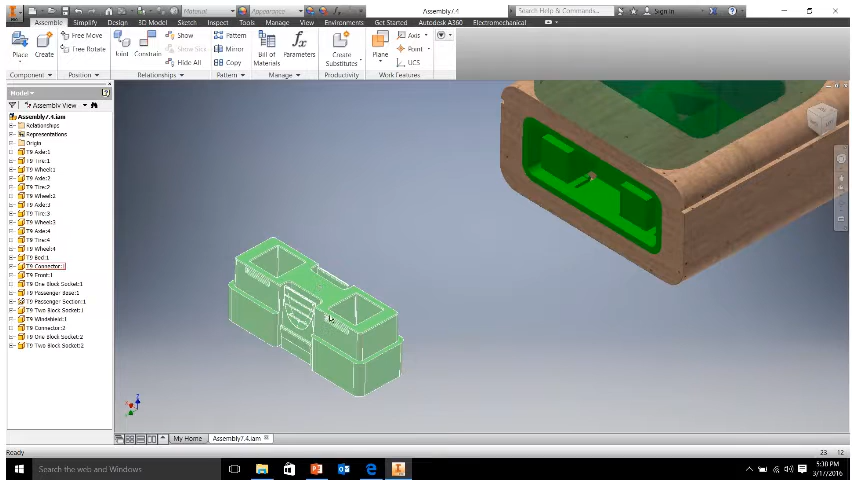 Material
Appearance
Assembly7.4
Search Help & Commands...
Sign In
Assemble Simplify Design 3D Model Sketch Inspect Tools Manage View Environments Get Started Autodesk A360 Electromechanical
Place
Create
Free Move
Free Rotate
Joint
Constrain
Show
Show Sick
Hide All
Pattern
Mirror
Copy
Bill of
Materials
Parameters
Create
Substitutes
Plane
Axis
Point
UCS
Component Position Relationships Pattern Manage Productivity Work Features
Model
Assembly View
Assembly7.4.iam
Relationships
Representations
Origin
T9 Axle:1
T9 Tire:1
T9 Wheel:1
T9 Axle:2
T9 Tire:2
T9 Wheel:2
T9 Axle:3
T9 Tire:3
T9 Wheel:3
T9 Axle:4
T9 Tire:4
T9 Wheel:4
T9 Bed:1
T9 Connector:1
T9 Front:1
T9 One Block Socket:1
T9 Passenger Base:1
T9 Passenger Section:1
T9 Two Block Socket:1
T9 Windshield:1
T9 Connector:2
T9 One Block Socket:2
T9 Two Block Socket:2
My Home Assembly7.4.iam
Ready
23 12
Search the web and Windows
5:38 PM
3/17/2016